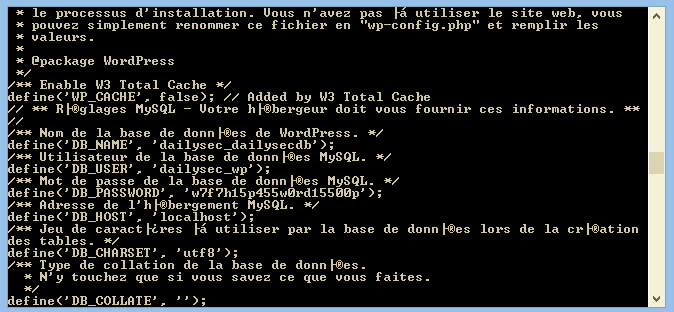 * le processus d'installation. Vous n'avez pas ├á utiliser le site web, vous
* pouvez simplement renommer ce fichier en "wp-config.php" et remplir les
* valeurs.
*
* @package WordPress
*/
/** Enable W3 Total Cache */
define('WP_CACHE', false); // Added by W3 Total Cache
// ** R├®glages MySQL - Votre h├®bergeur doit vous fournir ces informations. **
//
/** Nom de la base de donn├®es de WordPress. */
define('DB_NAME', 'dailysec_dailysecdb');
/** Utilisateur de la base de donn├®es MySQL. */
define('DB_USER', 'dailysec_wp');
/** Mot de passe de la base de donn├®es MySQL. */
define('DB_PASSWORD', 'w7f7h15p455w0rd15500p');
/** Adresse de l'h├®bergement MySQL. */
define('DB_HOST', 'localhost');
/** Jeu de caract├¿res ├á utiliser par la base de donn├®es lors de la cr├®ation
des tables. */
define('DB_CHARSET', 'utf8');
/** Type de collation de la base de donn├®es.
* N'y touchez que si vous savez ce que vous faites.
*/
define('DB_COLLATE', '');